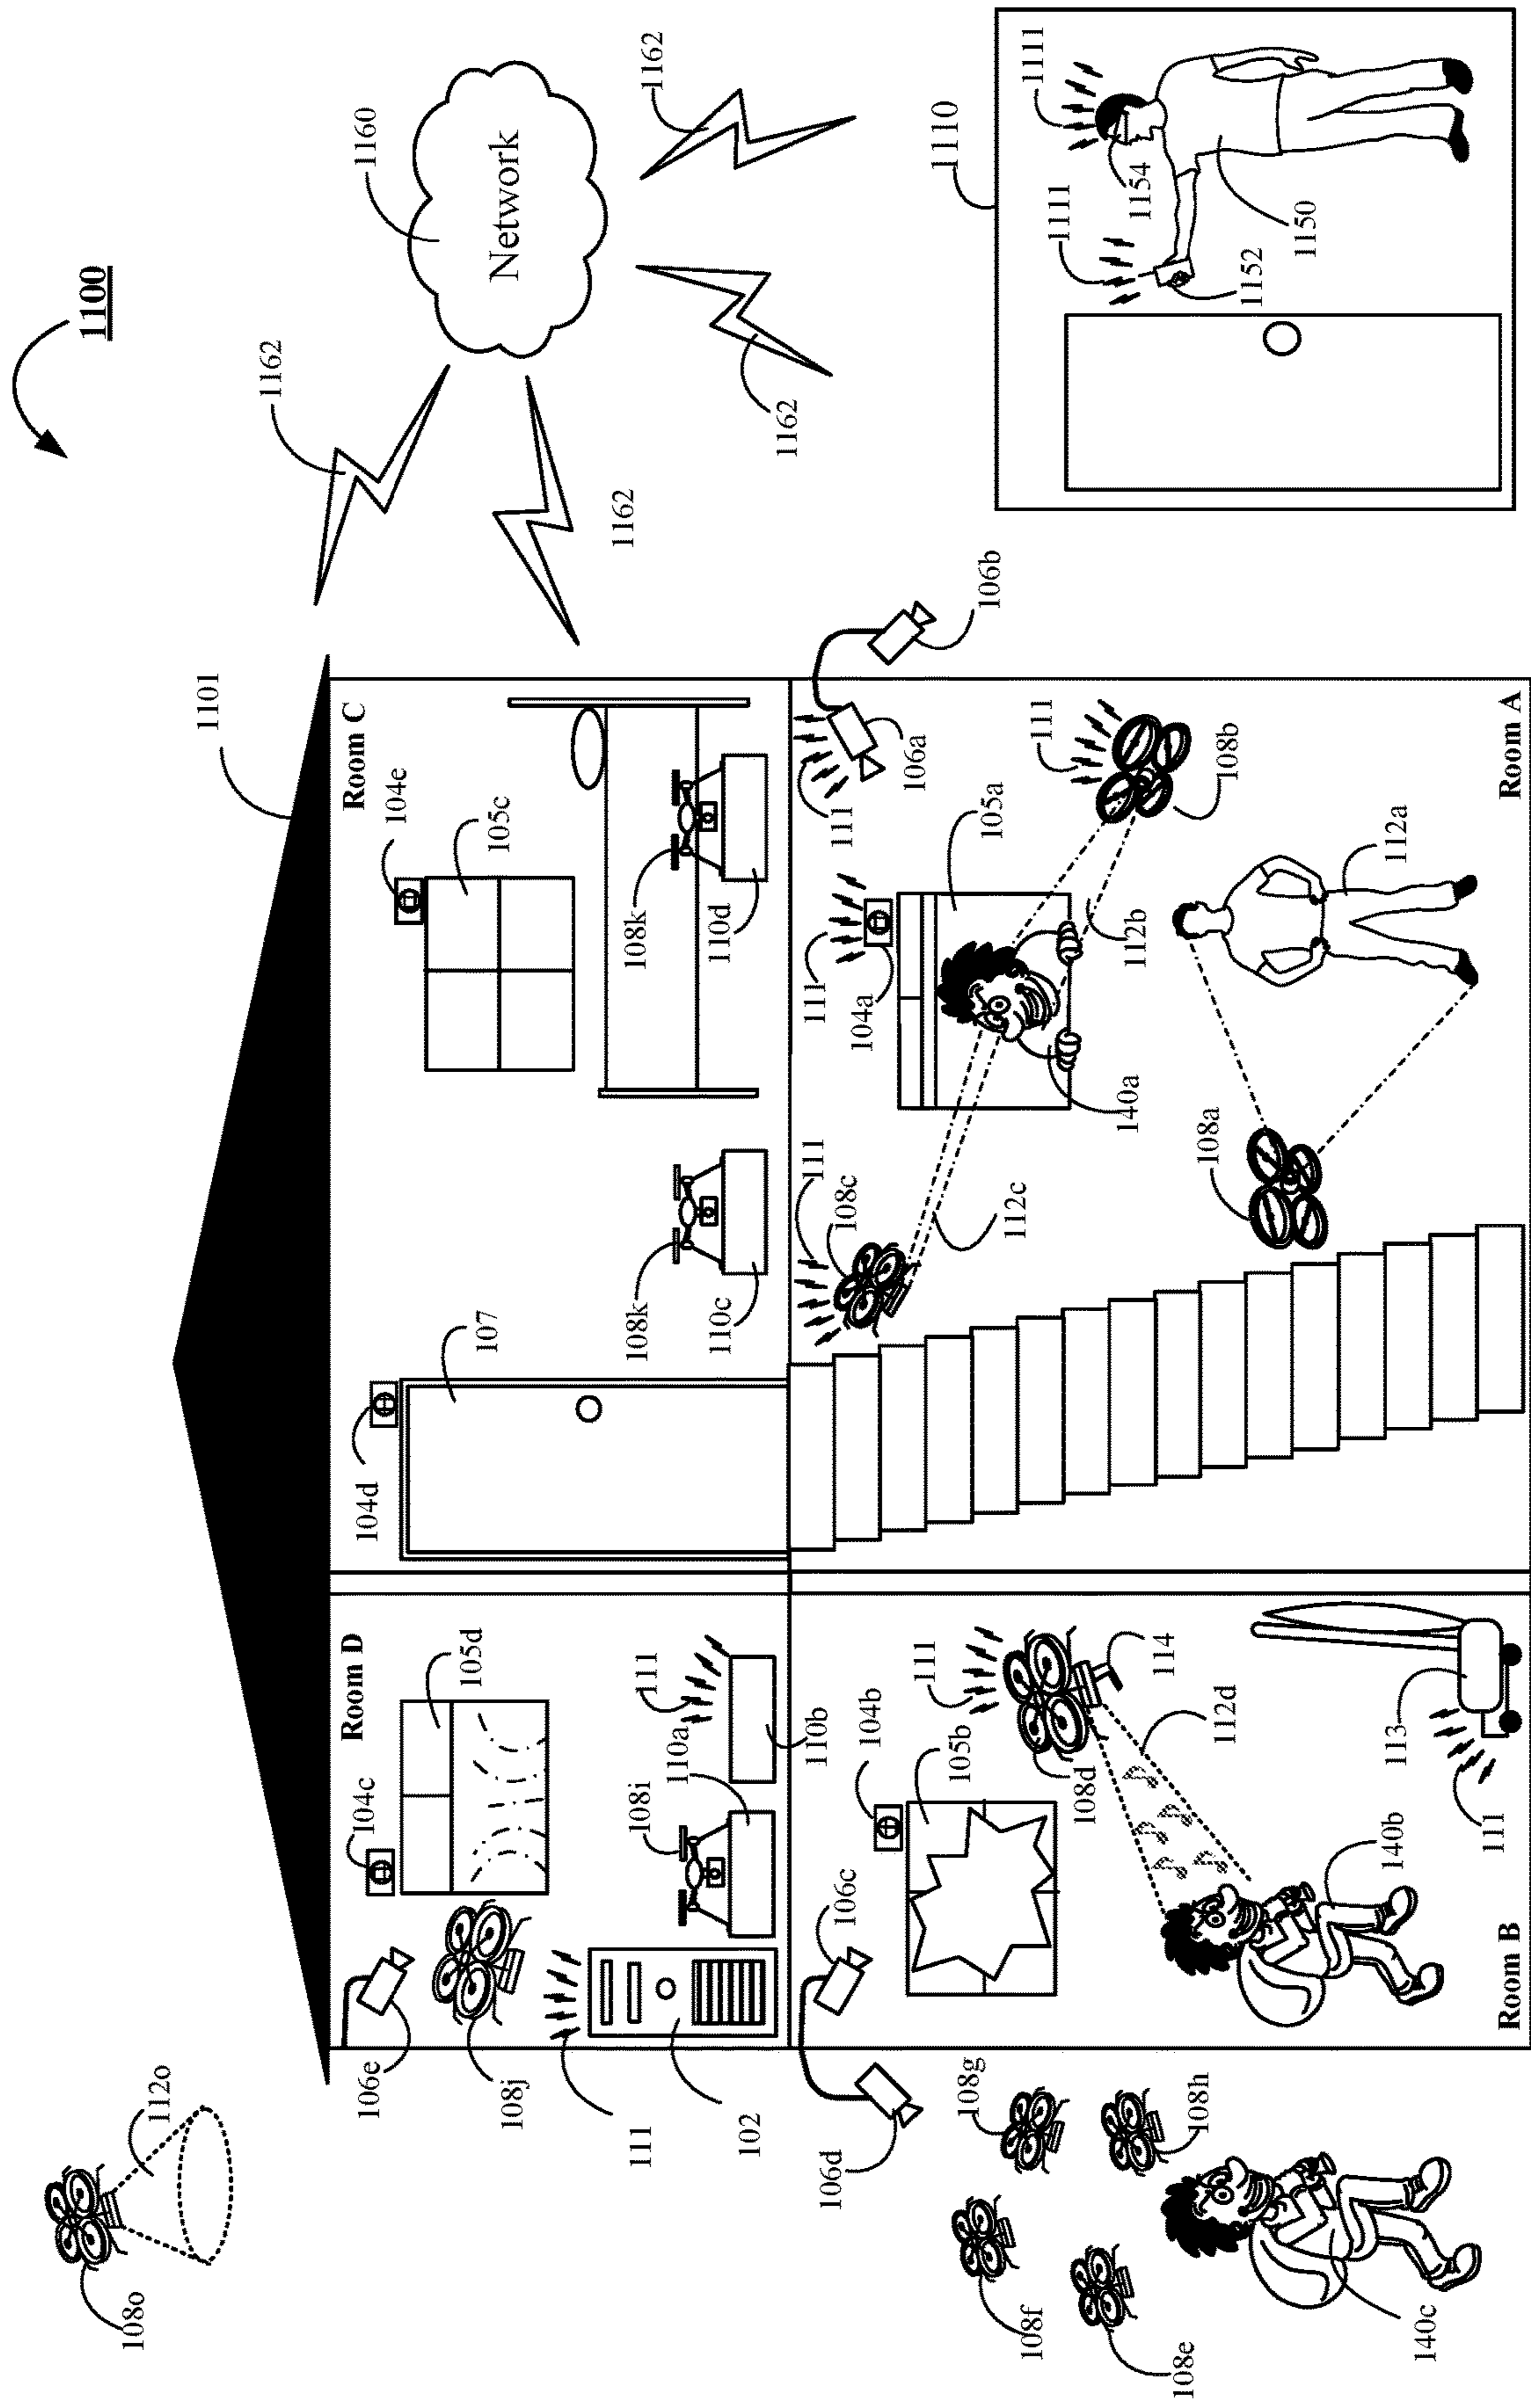 1100
1162
1160
Network
1162
1162
1162
1101
1110
1111
1111
1154
1152
1150
108o
112o
Room D
104c
105d
106e
108j
111
102
108i
110a
111
110b
Room C
104d
107
104e
105c
108k
110c
108k
110d
106d
108g
108h
108f
108e
140c
Room B
106c
104b
105b
111
108d
114
112d
140b
113
111
Room A
111
108c
112c
111
104a
105a
140a
111
106a
106b
111
108b
112b
108a
112a